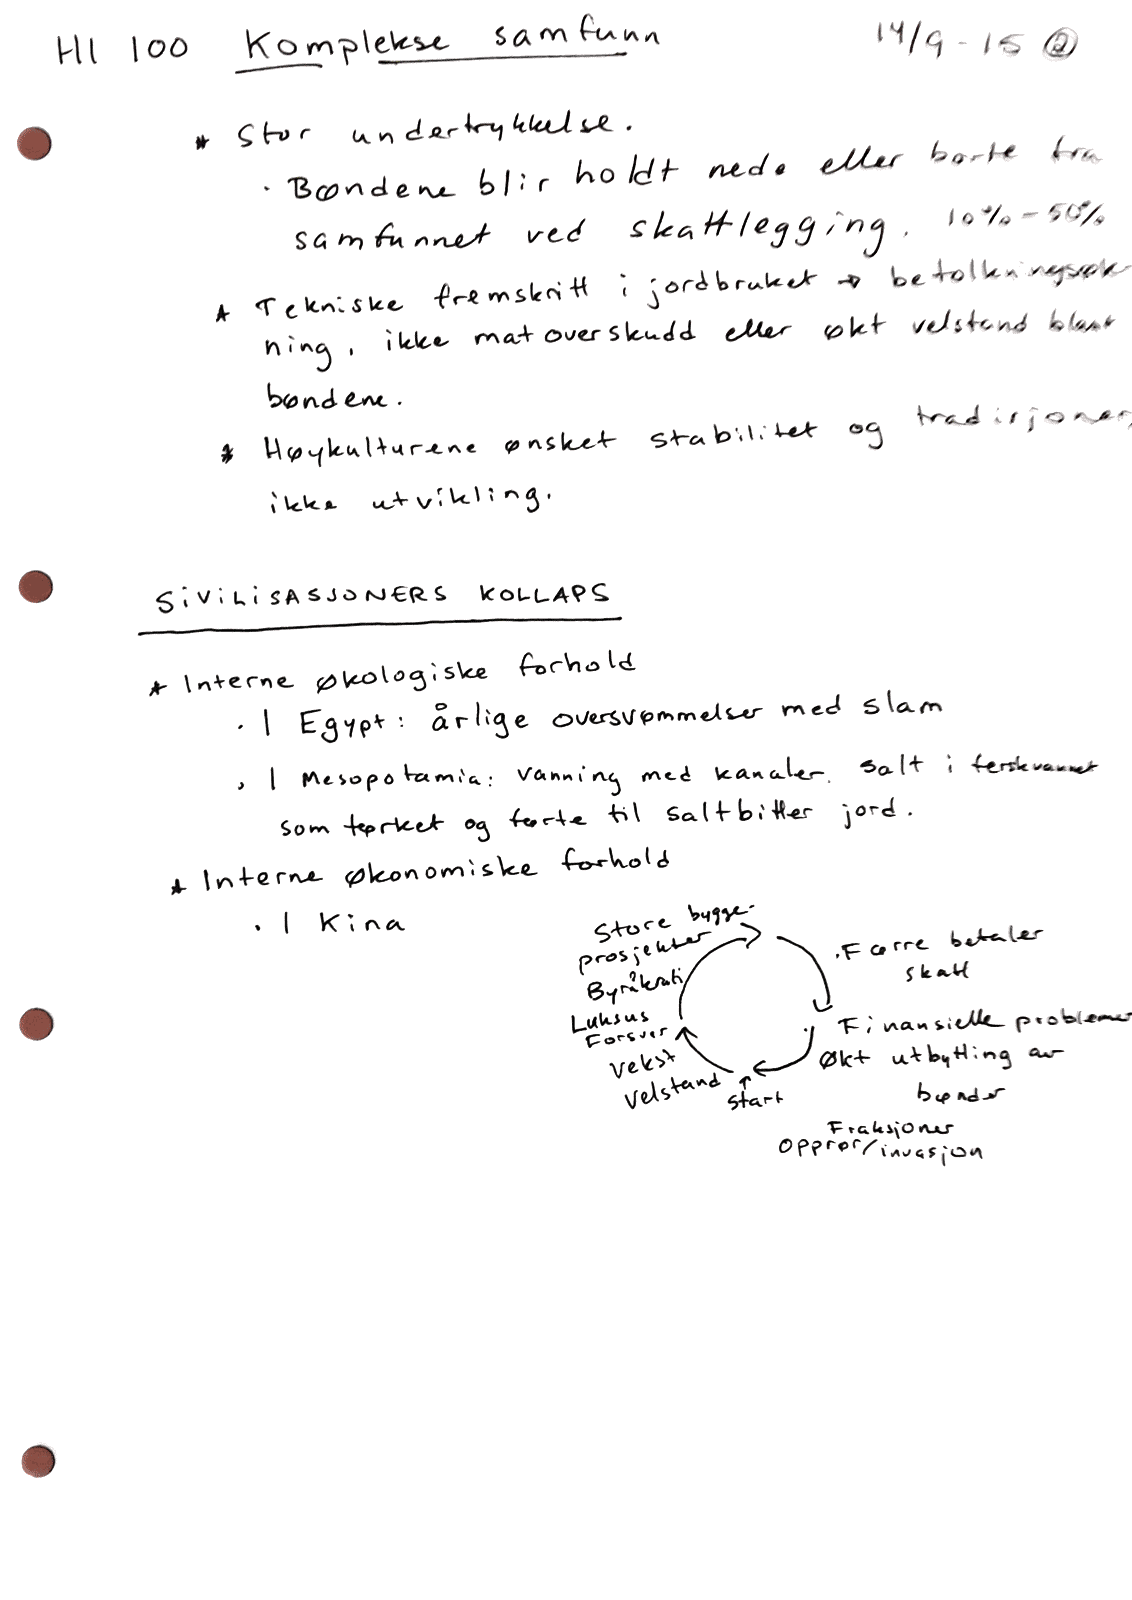 HI 100 Komplekse samfunn 14/9-15 2
* Stor undertrykkelse.
· Bøndene blir holdt nede eller borte fra
samfunnet ved skattlegging. 10%-50%
* Tekniske fremskritt i jordbruket → befolkningsøk-
ning, ikke matoverskudd eller økt velstand blant
bøndene.
* Høykulturene ønsket stabilitet og tradisjoner,
ikke utvikling.
SIVILISASJONERS KOLLAPS
* Interne økologiske forhold
· I Egypt: årlige oversvømmelser med slam
· I Mesopotamia: vanning med kanaler. Salt i ferskvannet
som tørket og førte til saltbitter jord.
* Interne økonomiske forhold
· I Kina
Store bygge-
prosjekter
Byråkrati
Luksus
Forsvar
Vekst
Velstand
↑
Start
·Færre betaler
skatt
· Finansielle problemer
Økt utbytting av
bønder
Fraksjoner
Opprør/invasjon